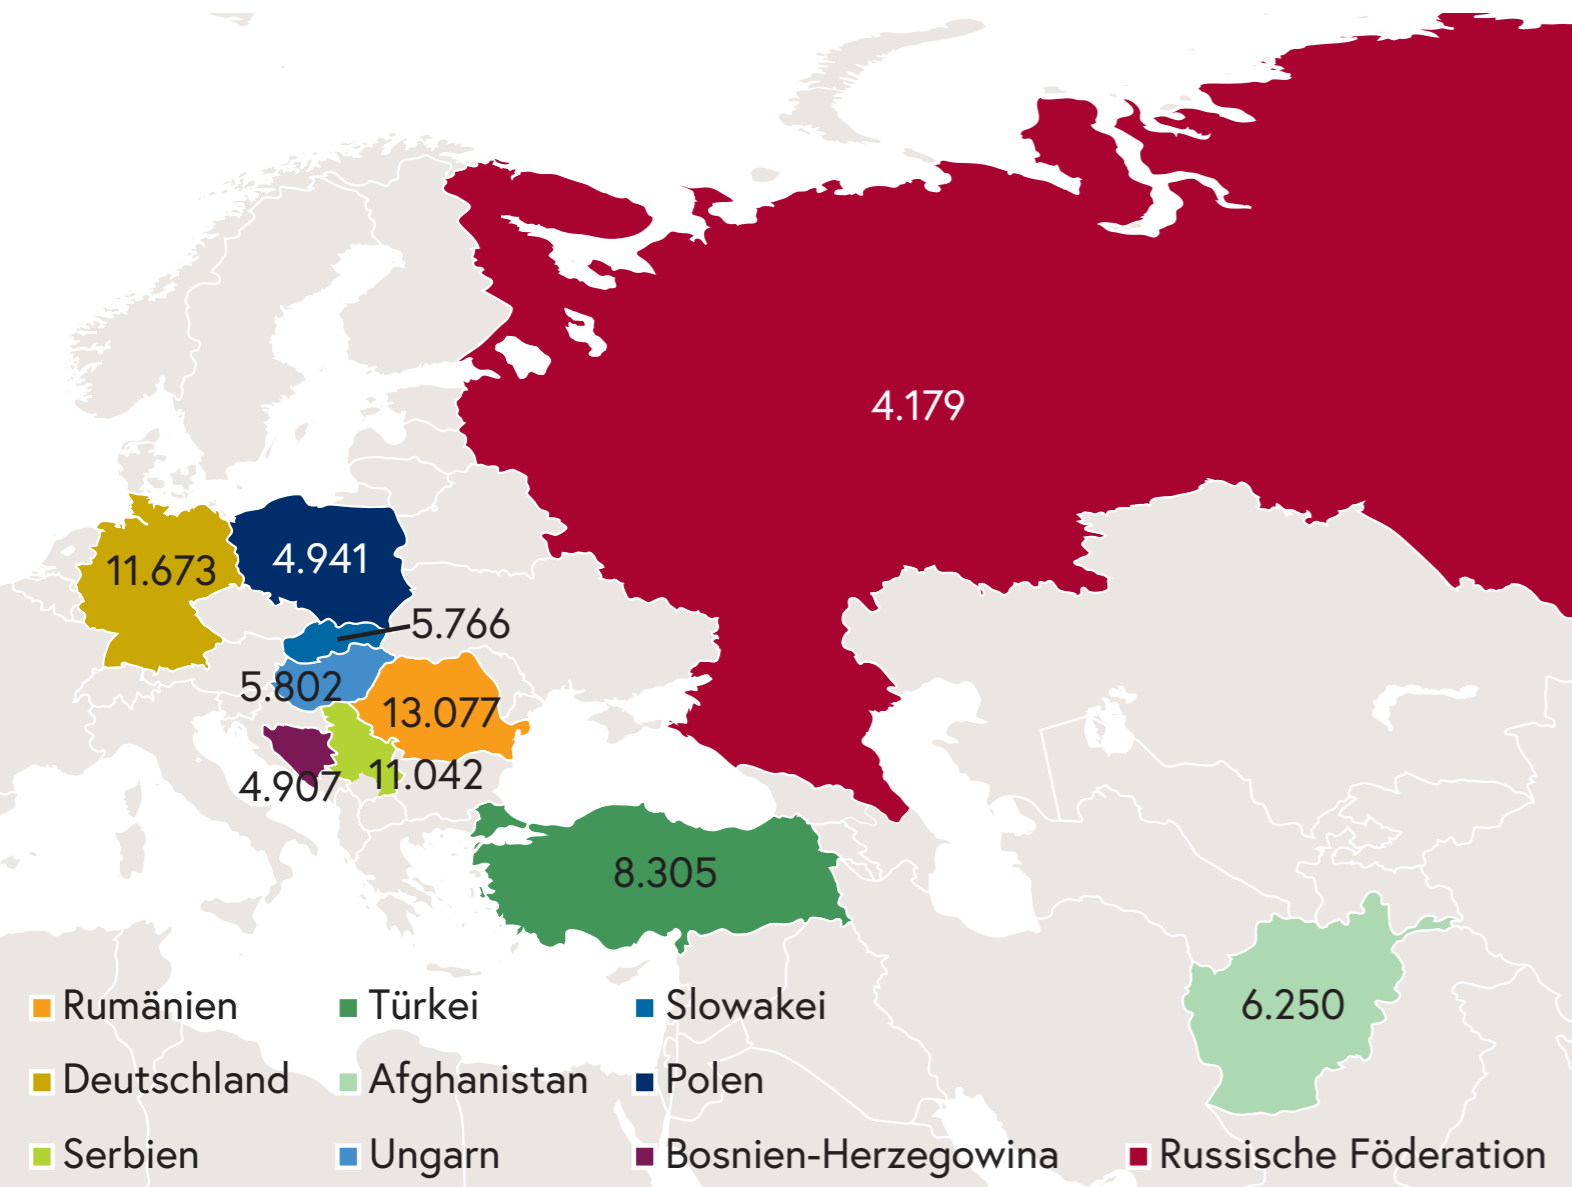 4.179
11.673
4.941
5.766
5.802
13.077
4.907
11.042
8.305
6.250
Rumänien
Türkei
Slowakei
Deutschland
Afghanistan
Polen
Serbien
Ungarn
Bosnien-Herzegowina
Russische Föderation